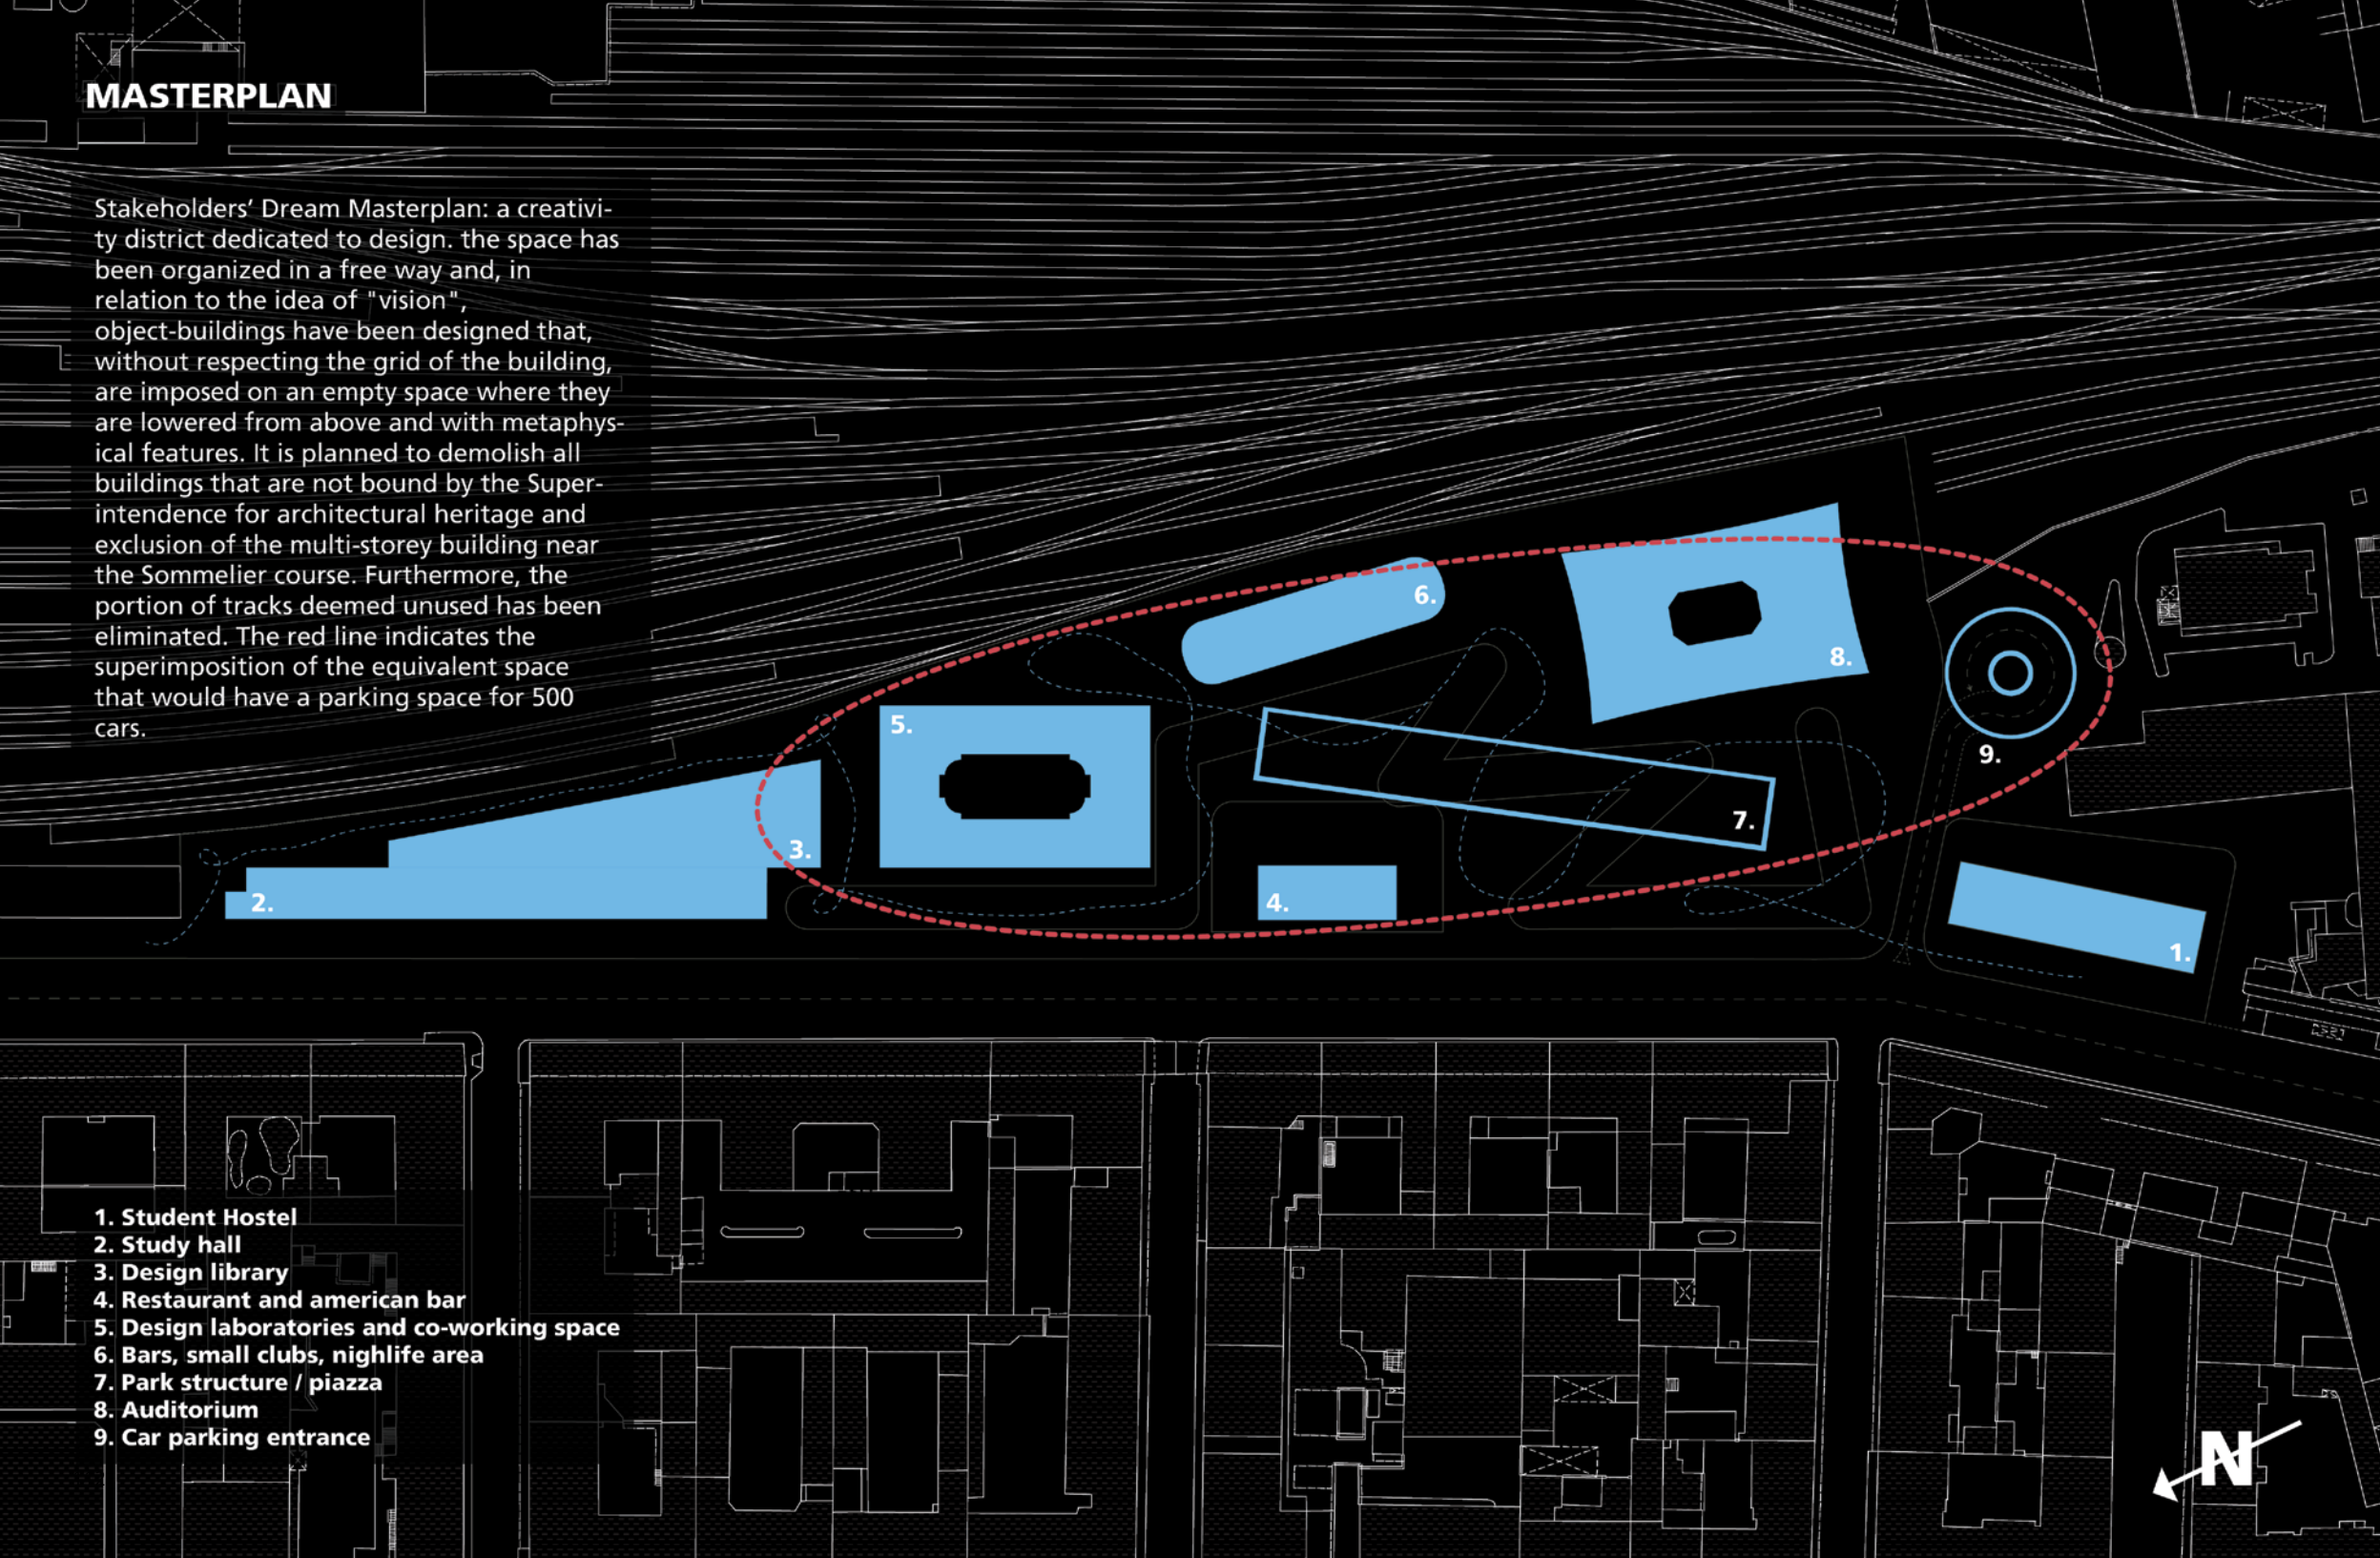 MASTERPLAN
Stakeholders’ Dream Masterplan: a creativi-
ty district dedicated to design. the space has
been organized in a free way and, in
relation to the idea of "vision",
object-buildings have been designed that,
without respecting the grid of the building,
are imposed on an empty space where they
are lowered from above and with metaphys-
ical features. It is planned to demolish all
buildings that are not bound by the Super-
intendence for architectural heritage and
exclusion of the multi-storey building near
the Sommelier course. Furthermore, the
portion of tracks deemed unused has been
eliminated. The red line indicates the
superimposition of the equivalent space
that would have a parking space for 500
cars.
6.
8.
5.
9.
7.
3.
2.
4.
1.
1. Student Hostel
2. Study hall
3. Design library
4. Restaurant and american bar
5. Design laboratories and co-working space
6. Bars, small clubs, nighlife area
7. Park structure / piazza
8. Auditorium
9. Car parking entrance
N